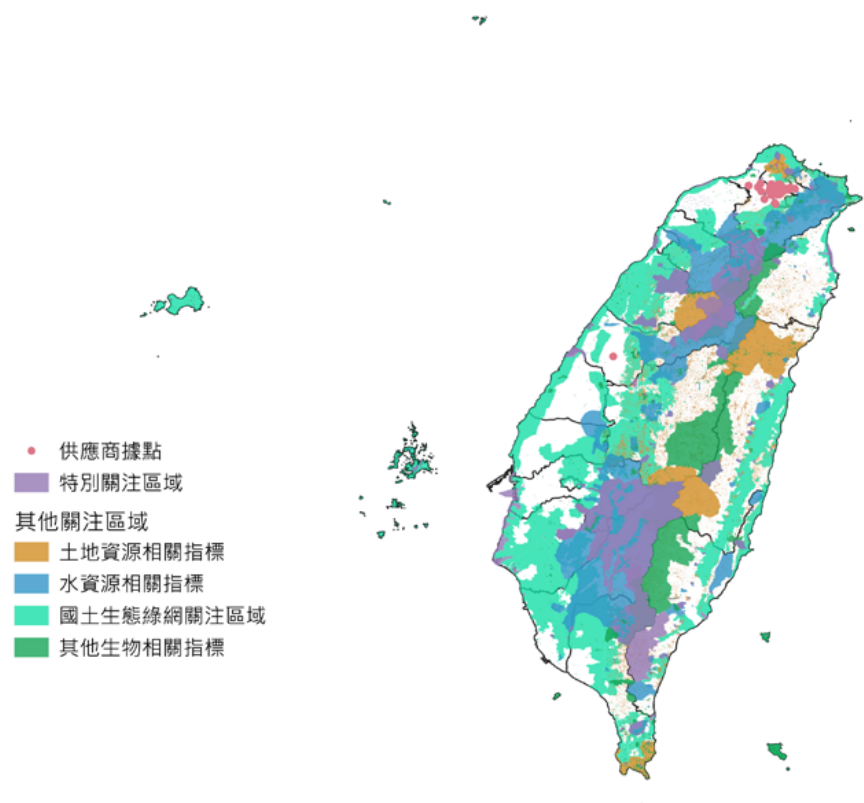 供應商據點
特別關注區域
其他關注區域
土地資源相關指標
水資源相關指標
國土生態綠網關注區域
其他生物相關指標